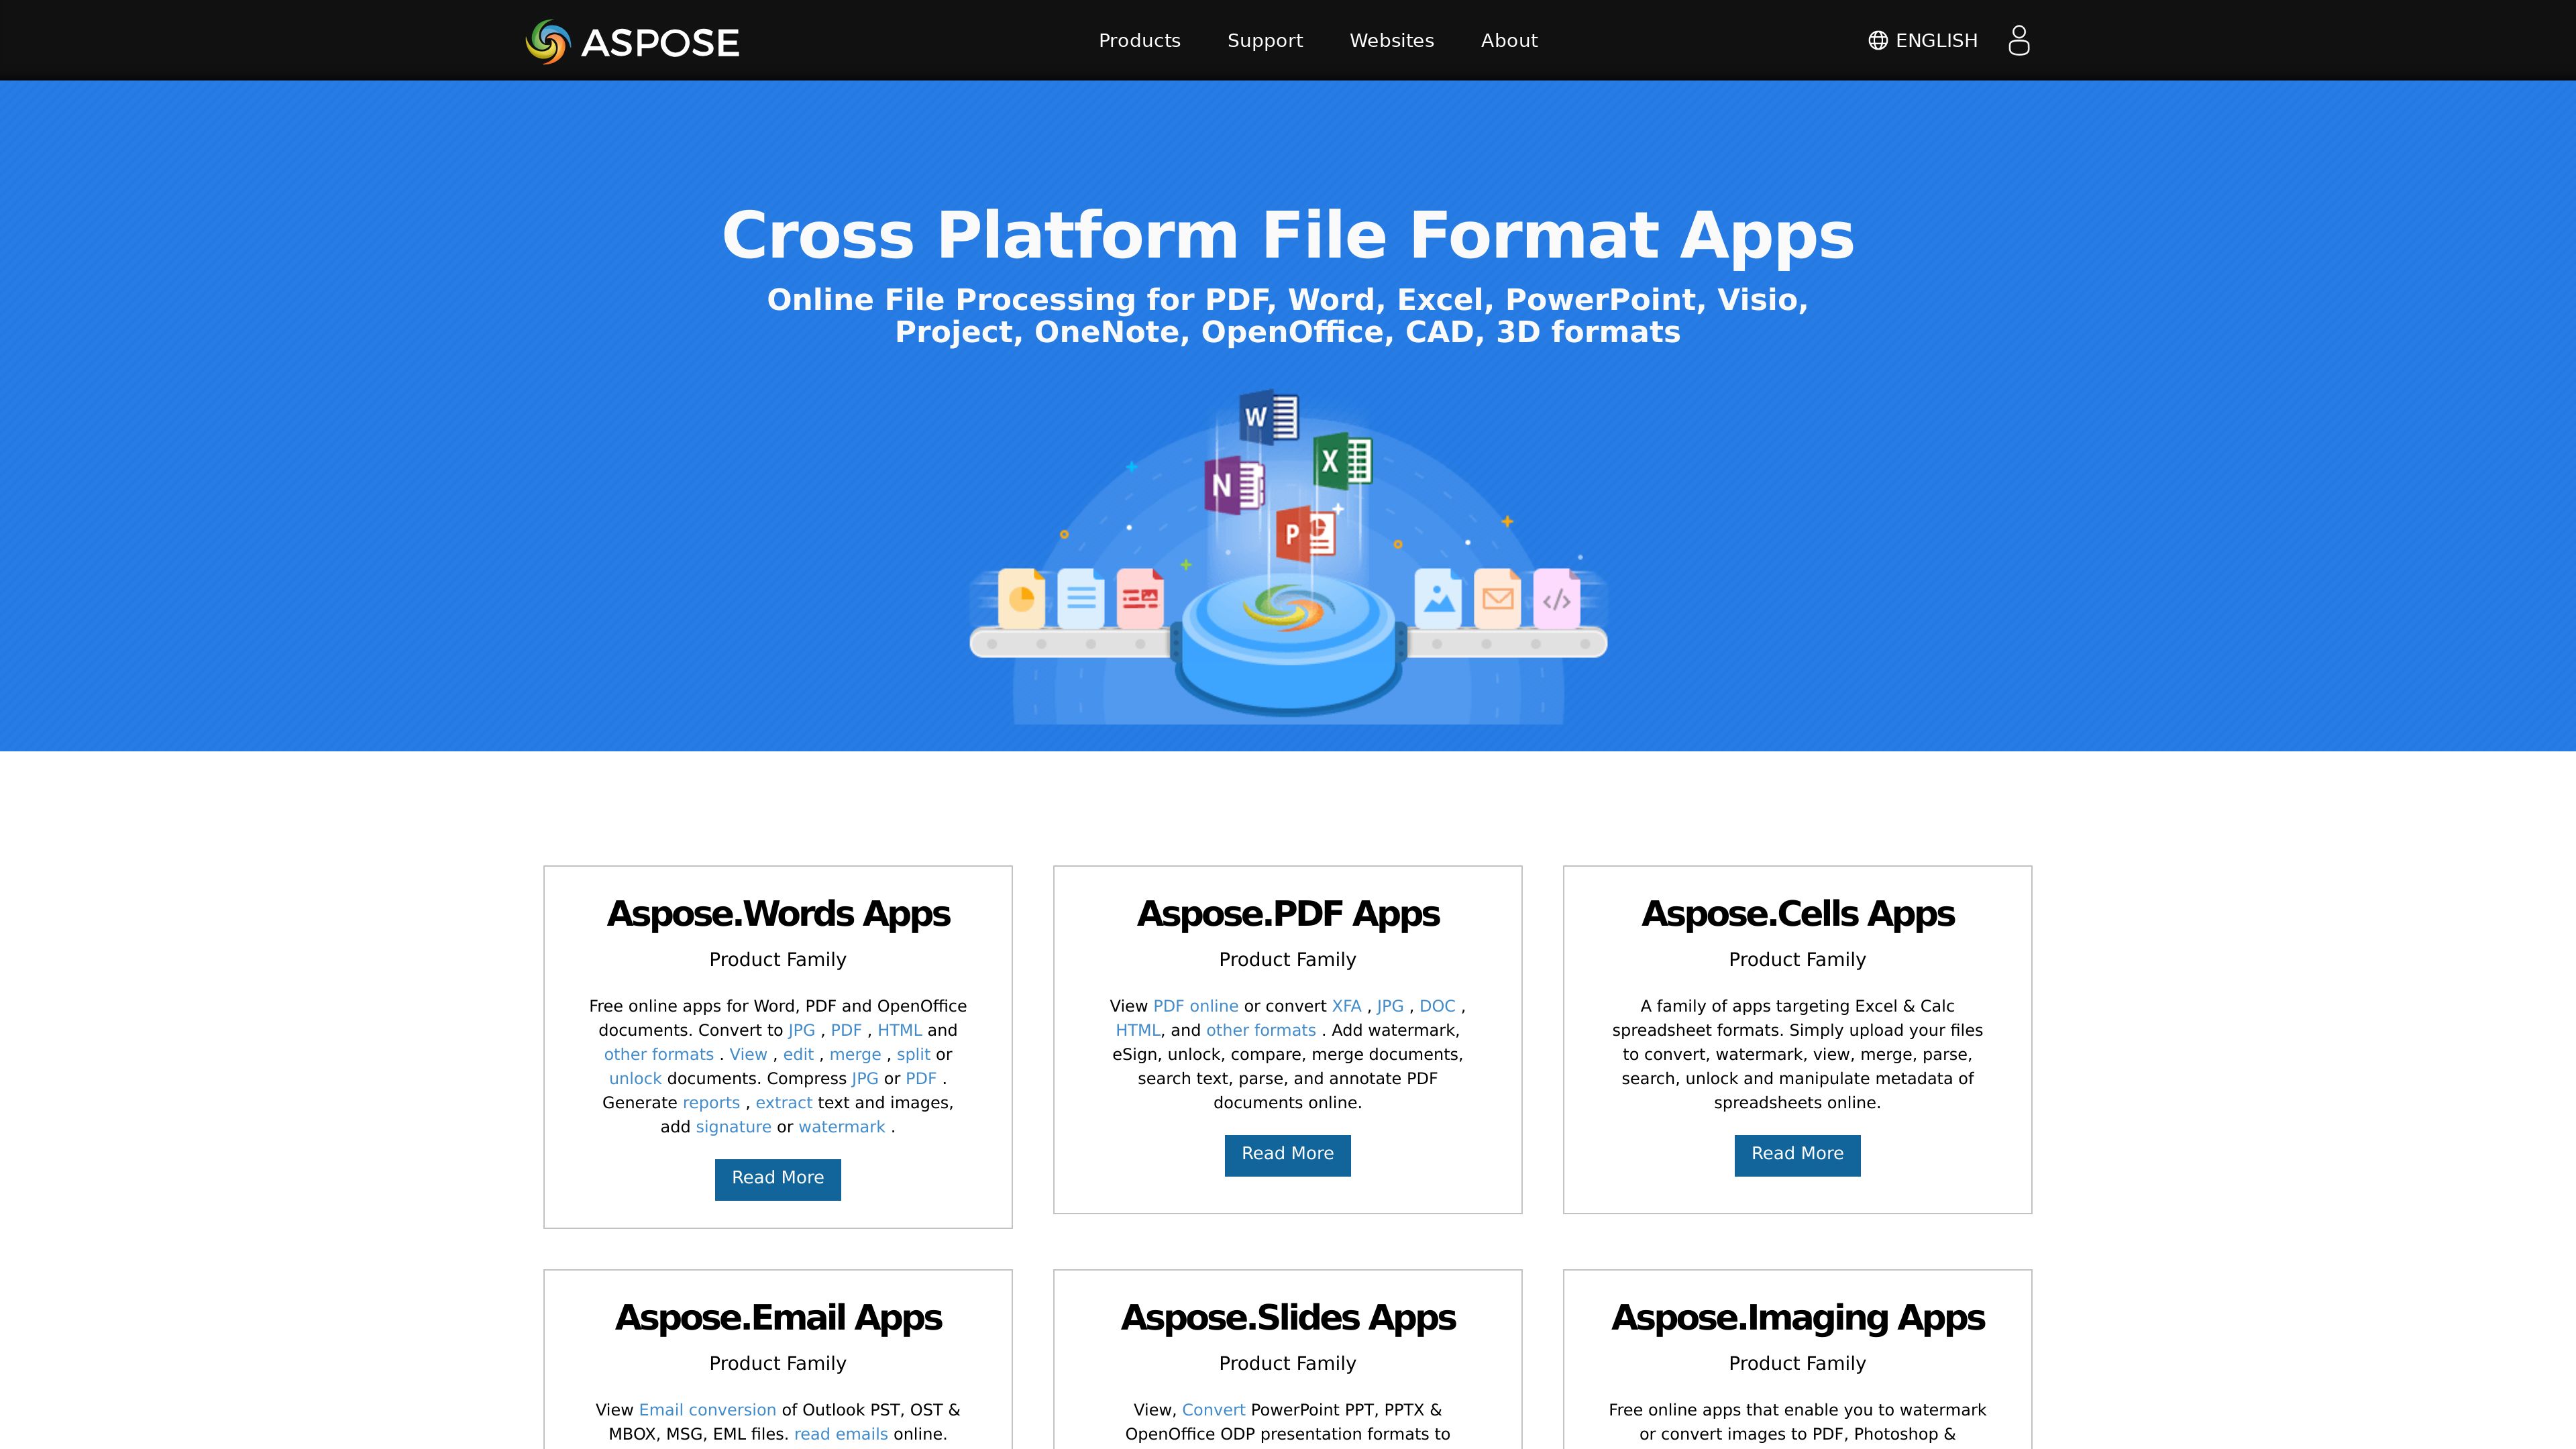 ASPOSE
Products
Support
Websites
About
ENGLISH
Cross Platform File Format Apps
Online File Processing for PDF, Word, Excel, PowerPoint, Visio,
Project, OneNote, OpenOffice, CAD, 3D formats
W
X
N
P
</>
Aspose.Words Apps
Product Family
Free online apps for Word, PDF and OpenOffice
documents. Convert to JPG , PDF , HTML and
other formats . View , edit , merge , split or
unlock documents. Compress JPG or PDF .
Generate reports , extract text and images,
add signature or watermark .
Read More
Aspose.PDF Apps
Product Family
View PDF online or convert XFA , JPG , DOC ,
HTML, and other formats . Add watermark,
eSign, unlock, compare, merge documents,
search text, parse, and annotate PDF
documents online.
Read More
Aspose.Cells Apps
Product Family
A family of apps targeting Excel & Calc
spreadsheet formats. Simply upload your files
to convert, watermark, view, merge, parse,
search, unlock and manipulate metadata of
spreadsheets online.
Read More
Aspose.Email Apps
Product Family
View Email conversion of Outlook PST, OST &
MBOX, MSG, EML files. read emails online.
Aspose.Slides Apps
Product Family
View, Convert PowerPoint PPT, PPTX &
OpenOffice ODP presentation formats to
Aspose.Imaging Apps
Product Family
Free online apps that enable you to watermark
or convert images to PDF, Photoshop &